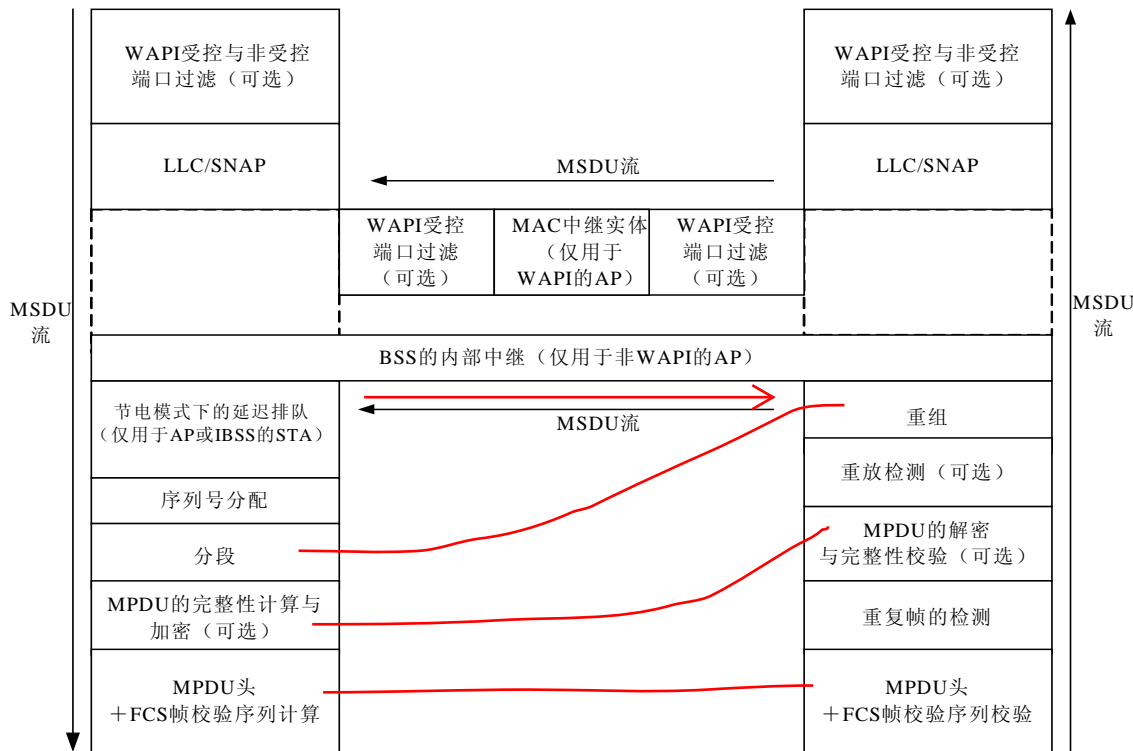 WAPI受控与非受控
端口过滤（可选）
WAPI受控与非受控
端口过滤（可选）
LLC/SNAP
MSDU流
LLC/SNAP
WAPI受控
端口过滤
（可选）
MAC中继实体
（仅用于
WAPI的AP）
WAPI受控
端口过滤
（可选）
MSDU
流
MSDU
流
BSS的内部中继（仅用于非WAPI的AP）
节电模式下的延迟排队
（仅用于AP或IBSS的STA）
MSDU流
重组
序列号分配
重放检测（可选）
分段
MPDU的解密
与完整性校验（可选）
MPDU的完整性计算与
加密（可选）
重复帧的检测
MPDU头
＋FCS帧校验序列计算
MPDU头
＋FCS帧校验序列校验